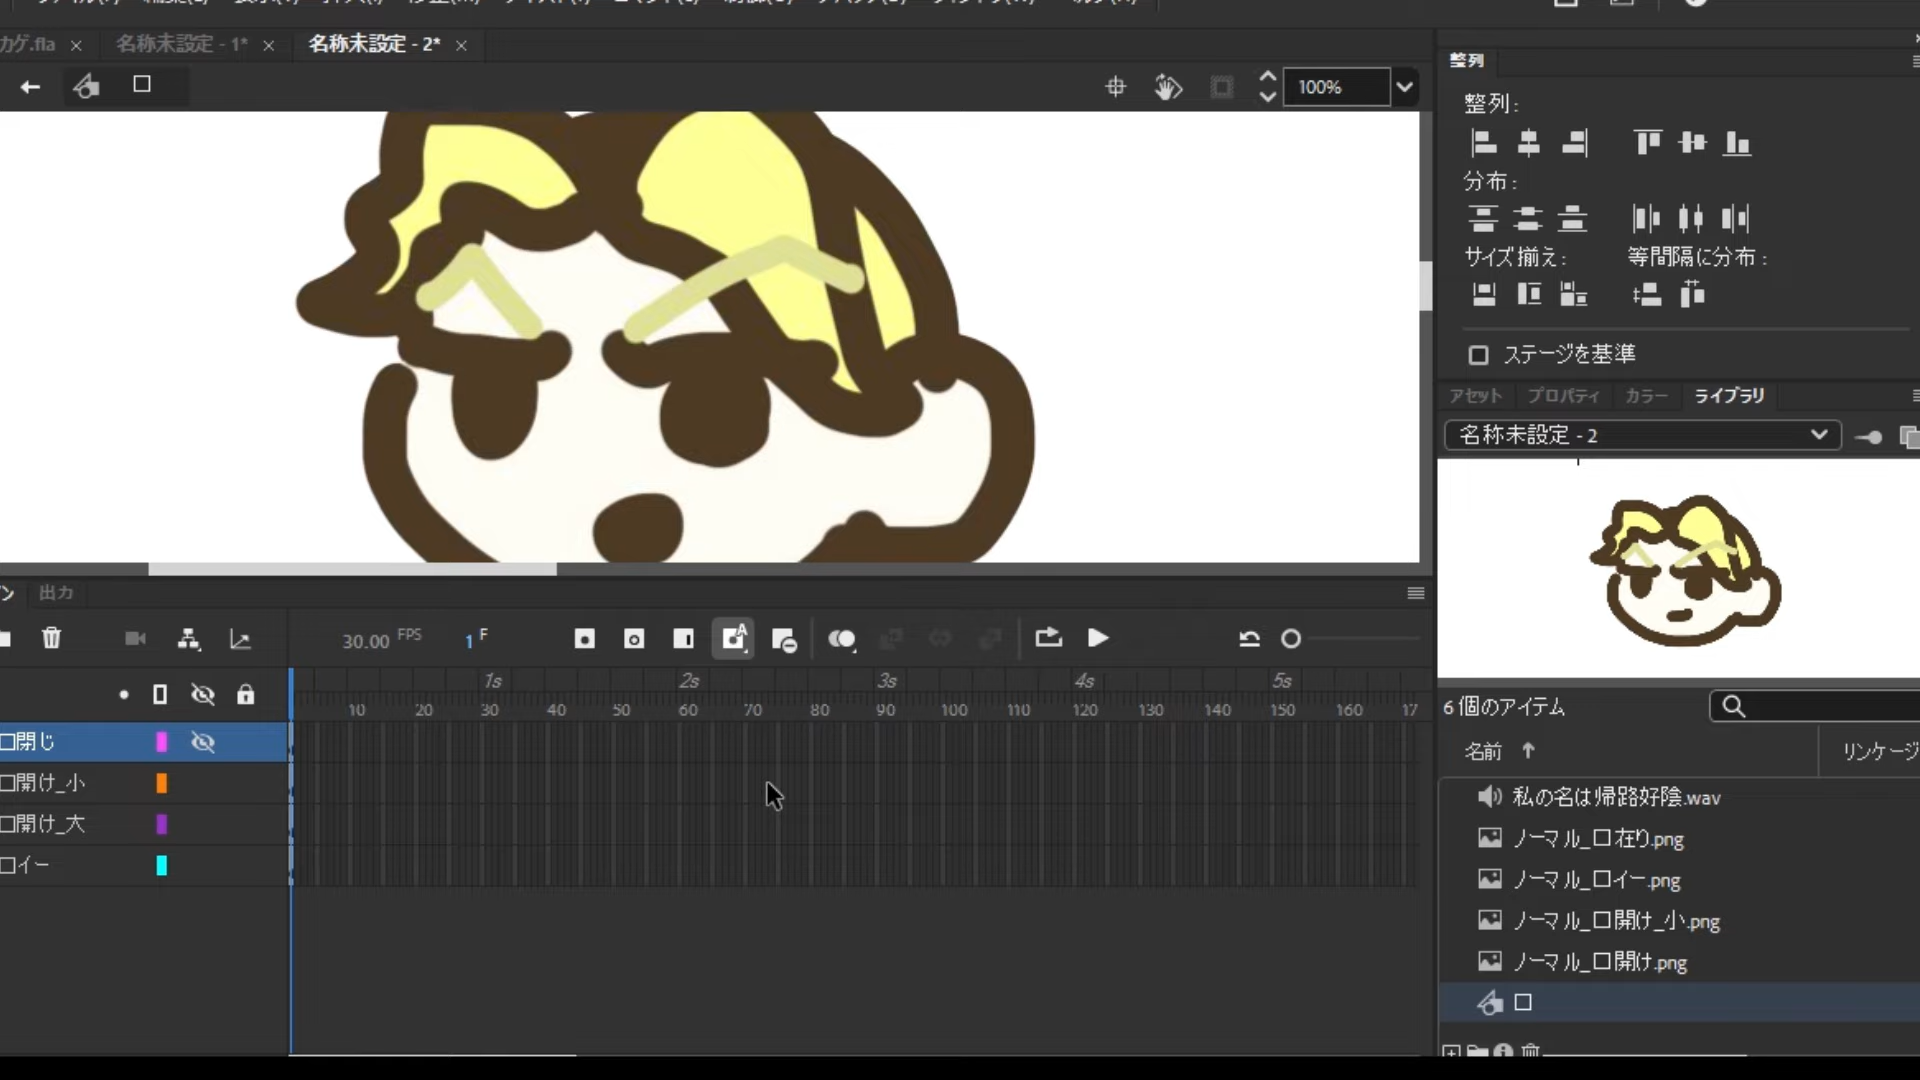 カゲ.fla ×
名称未設定 - 1* ×
名称未設定 - 2* ×
口
100%
整列
整列:
分布:
サイズ揃え:
等間隔に分布:
ステージを基準
アセット
プロパティ
カラー
ライブラリ
名称未設定 - 2
6 個のアイテム
名前 ↑
リンケージ
私の名は帰路好陰.wav
ノーマル_口在り.png
ノーマル_口イー.png
ノーマル_口開け_小.png
ノーマル_口開け.png
口
ン
出力
30.00 FPS
1 F
1s 2s 3s 4s 5s
10 20 30 40 50 60 70 80 90 100 110 120 130 140 150 160 17
口閉じ
口開け_小
口開け_大
口イー